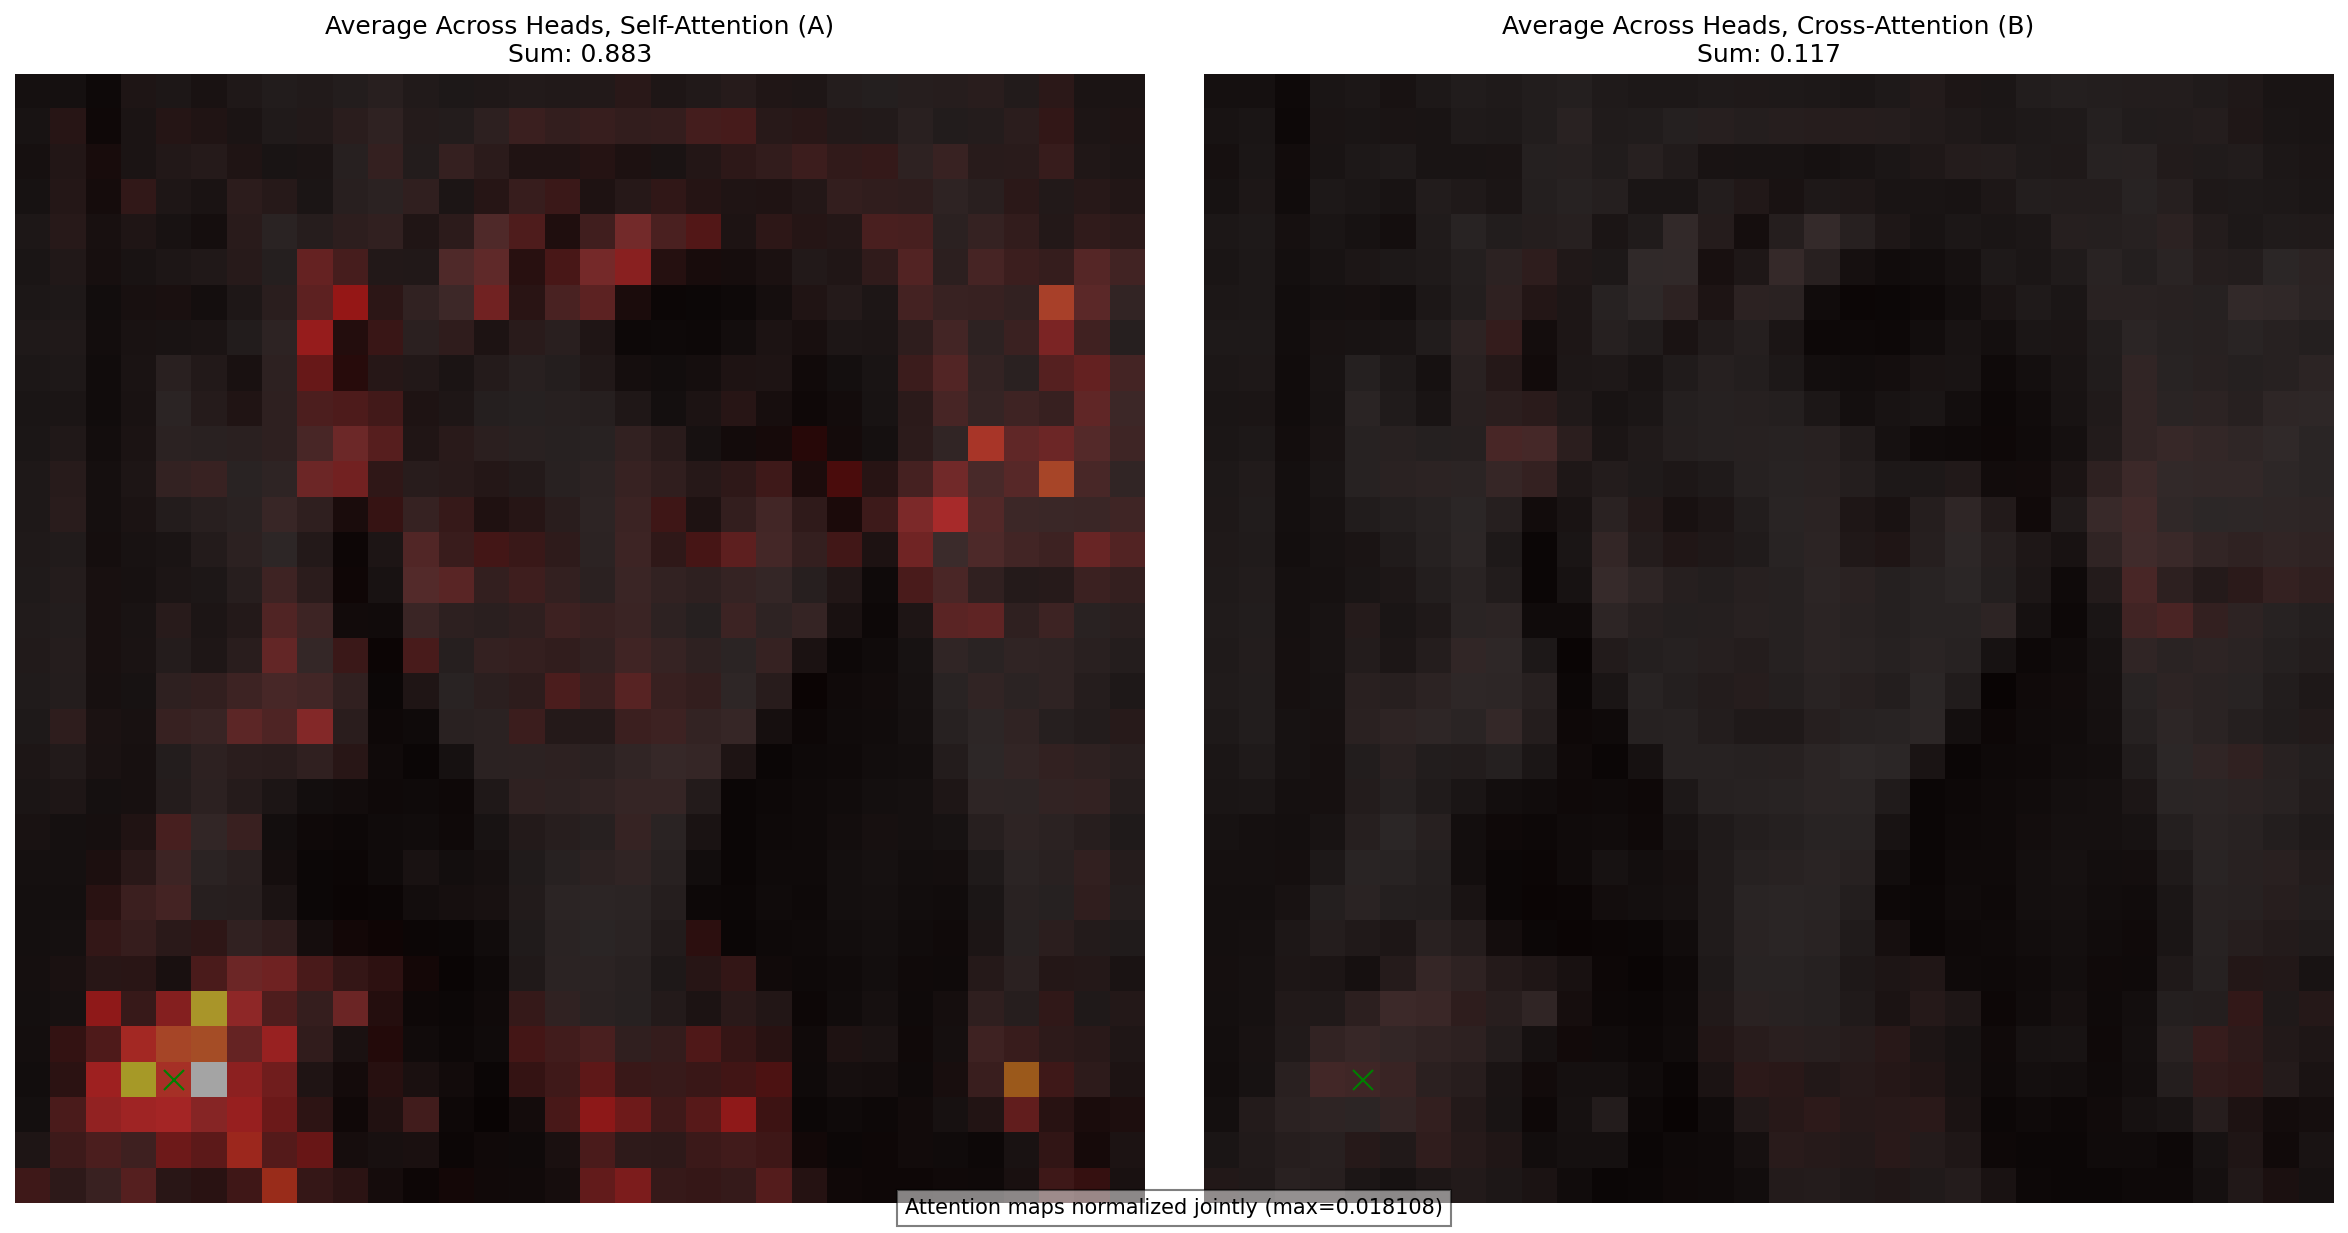 Average Across Heads, Self-Attention (A)
Sum: 0.883
Average Across Heads, Cross-Attention (B)
Sum: 0.117
Attention maps normalized jointly (max=0.018108)